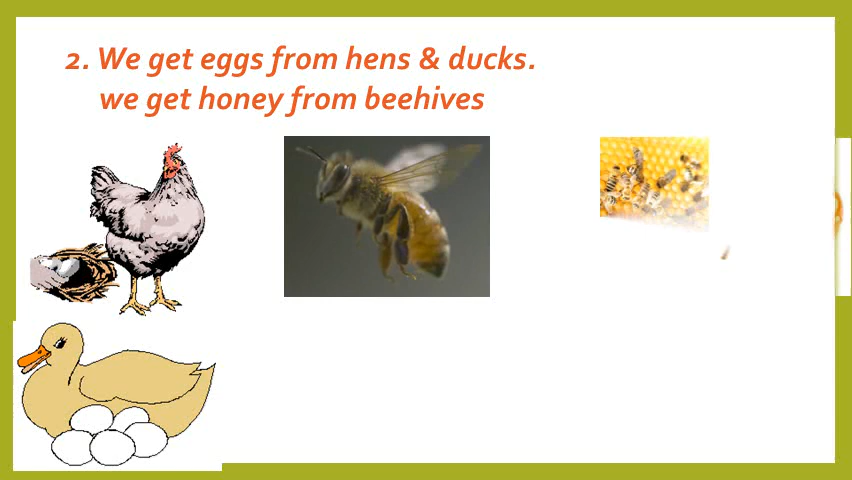 2. We get eggs from hens & ducks.
we get honey from beehives